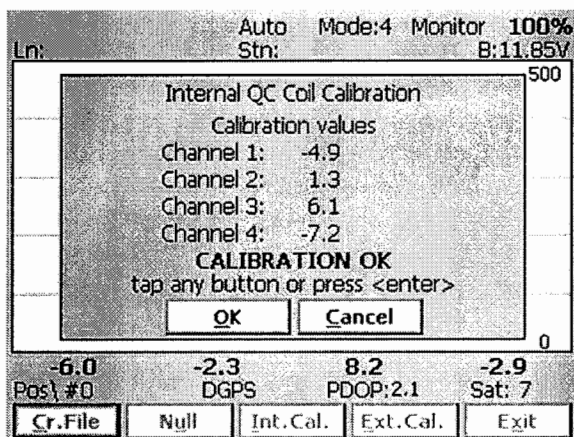 Auto Mode:4 Monitor 100%
Ln: Stn: B:11.85V
500
Internal QC Coil Calibration
Calibration values
Channel 1: -4.9
Channel 2: 1.3
Channel 3: 6.1
Channel 4: -7.2
CALIBRATION OK
tap any button or press <enter>
OK Cancel
0
-6.0 -2.3 8.2 -2.9
Pos\ #0 DGPS PDOP:2.1 Sat: 7
Cr.File Null Int.Cal. Ext.Cal. Exit